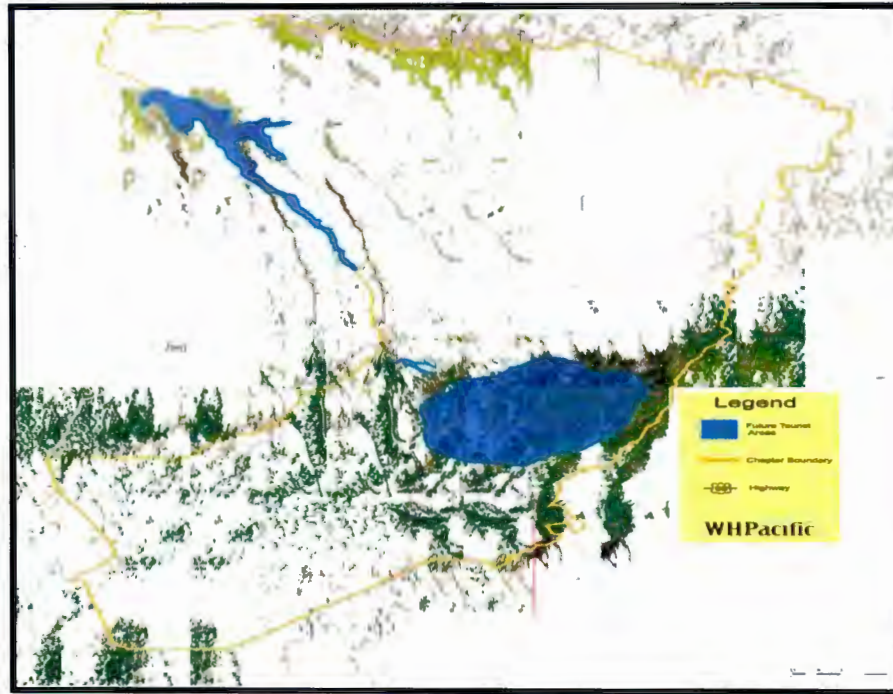 Legend
Future Tourist
Areas
Chapter Boundary
Highway
WHPacific